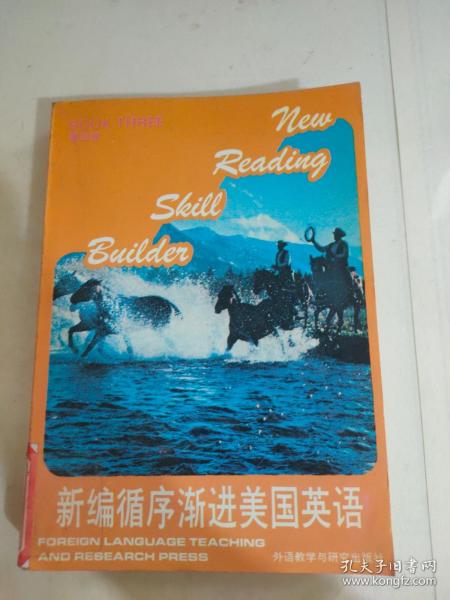 BOOK THREE
第三册
New
Reading
Skill
Builder
新编循序渐进美国英语
FOREIGN LANGUAGE TEACHING
AND RESEARCH PRESS
外语教学与研究出版社
孔夫子旧书网
www.kongfz.com